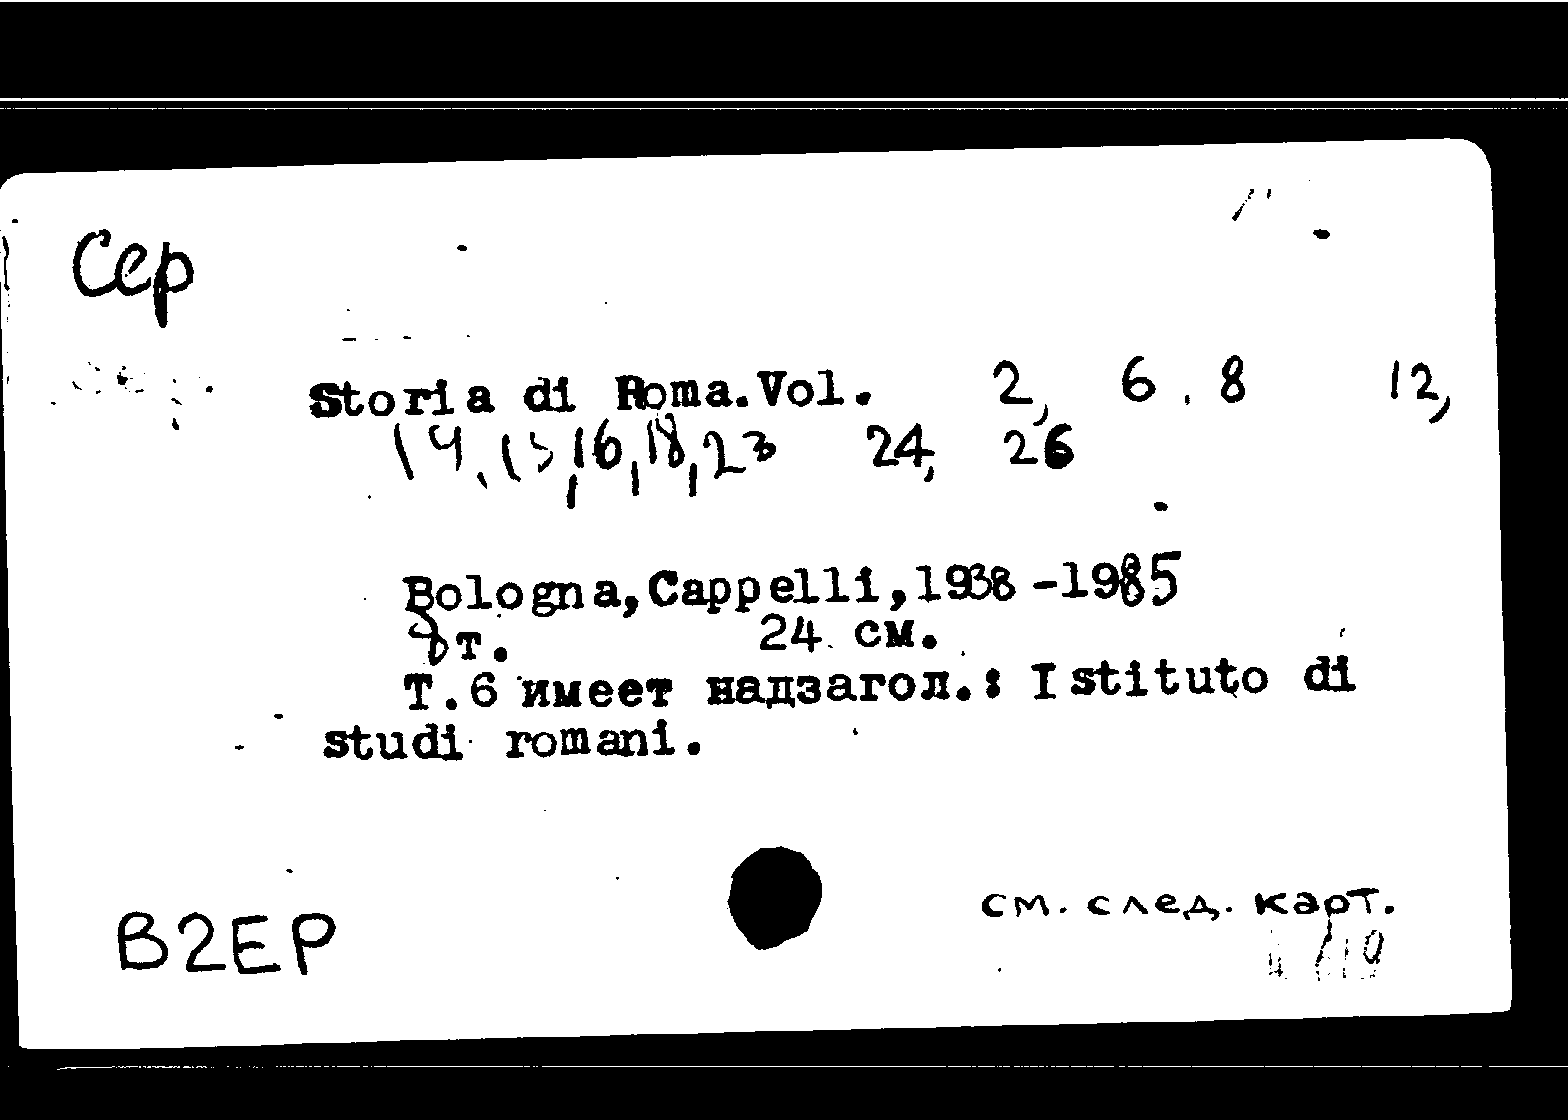 Сер
Storia di Roma. Vol. 2, 6, 8 12,
14, 15, 16, 18, 23 24, 26
Bologna, Cappelli, 1938-1985
т. 24 см.
Т.6 имеет надзагол.: Istituto di
studi romani.
см. след. карт.
В2ЕР